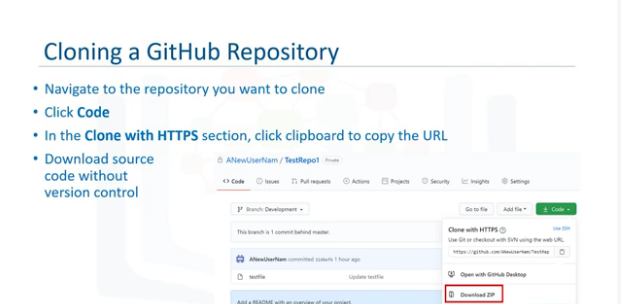 Cloning a GitHub Repository
• Navigate to the repository you want to clone
• Click Code
• In the Clone with HTTPS section, click clipboard to copy the URL
• Download source
code without
version control
ANewUserNam / TestRepo1 Private
Code Issues Pull requests Actions Projects Security Insights Settings
Branch: Development Go to file Add file Code
This branch is 1 commit behind master.
Clone with HTTPS Use SSH
Use Git or checkout with SVN using the web URL.
https://github.com/ANewUserNam/TestRep
ANewUserNam committed 1 hour ago
Open with GitHub Desktop
testfile Update testfile
Download ZIP
Add a README with an overview of your project.